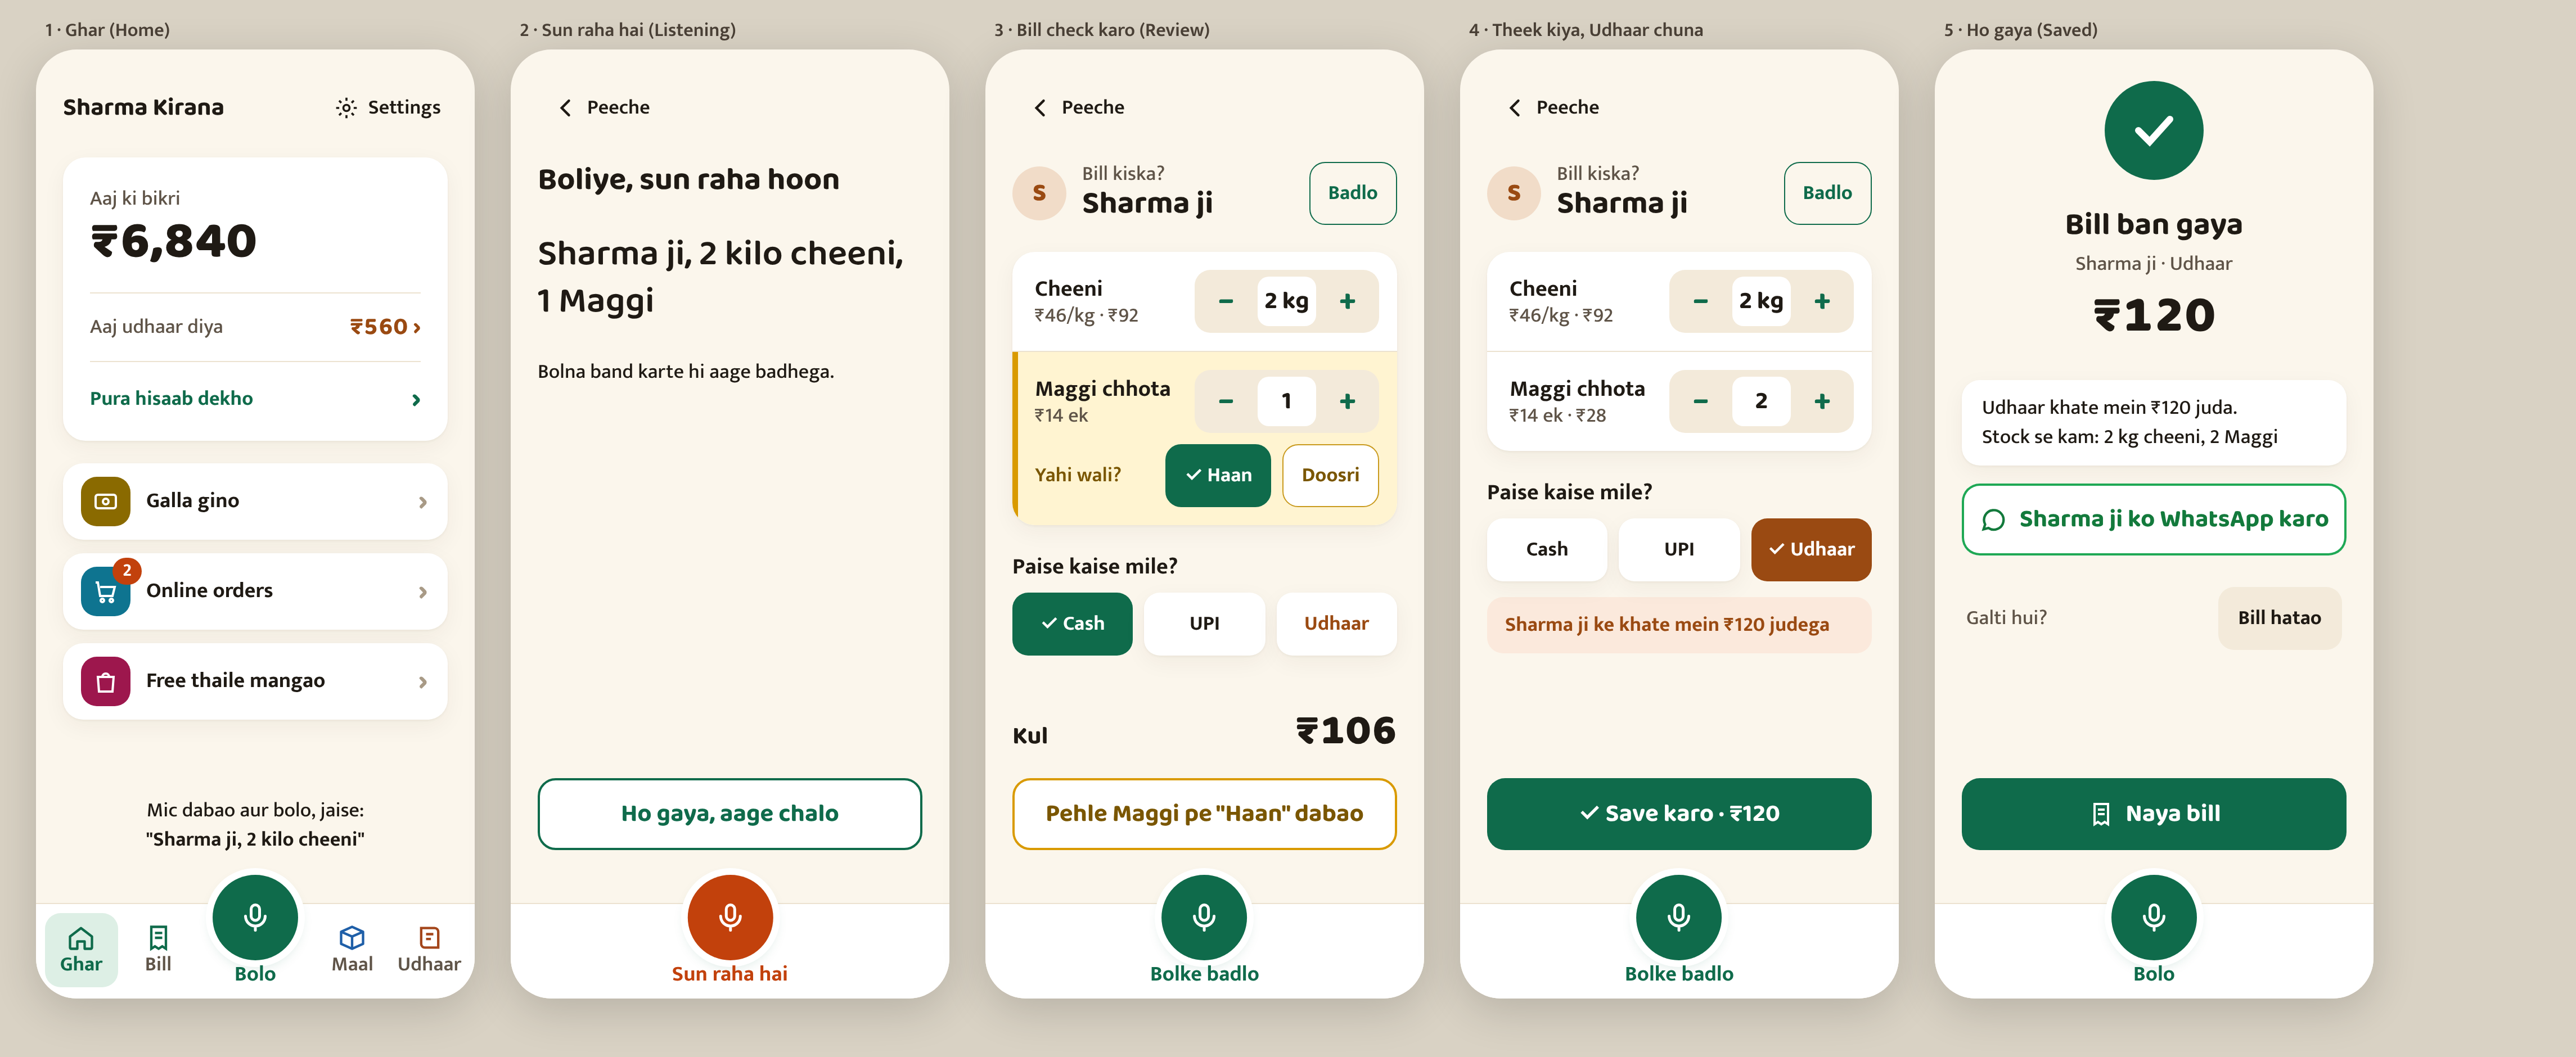 1 · Ghar (Home)
Sharma Kirana
Settings
Aaj ki bikri
₹6,840
Aaj udhaar diya
₹560 ›
Pura hisaab dekho ›
Galla gino ›
2
Online orders ›
Free thaile mangao ›
Mic dabao aur bolo, jaise:
"Sharma ji, 2 kilo cheeni"
Ghar
Bill
Bolo
Maal
Udhaar
2 · Sun raha hai (Listening)
Peeche
Boliye, sun raha hoon
Sharma ji, 2 kilo cheeni,
1 Maggi
Bolna band karte hi aage badhega.
Ho gaya, aage chalo
Sun raha hai
3 · Bill check karo (Review)
Peeche
S
Bill kiska?
Sharma ji
Badlo
Cheeni
₹46/kg · ₹92
− 2 kg +
Maggi chhota
₹14 ek
− 1 +
Yahi wali?
✓ Haan
Doosri
Paise kaise mile?
✓ Cash
UPI
Udhaar
Kul
₹106
Pehle Maggi pe "Haan" dabao
Bolke badlo
4 · Theek kiya, Udhaar chuna
Peeche
S
Bill kiska?
Sharma ji
Badlo
Cheeni
₹46/kg · ₹92
− 2 kg +
Maggi chhota
₹14 ek · ₹28
− 2 +
Paise kaise mile?
Cash
UPI
✓ Udhaar
Sharma ji ke khate mein ₹120 judega
✓ Save karo · ₹120
Bolke badlo
5 · Ho gaya (Saved)
Bill ban gaya
Sharma ji · Udhaar
₹120
Udhaar khate mein ₹120 juda.
Stock se kam: 2 kg cheeni, 2 Maggi
Sharma ji ko WhatsApp karo
Galti hui?
Bill hatao
Naya bill
Bolo